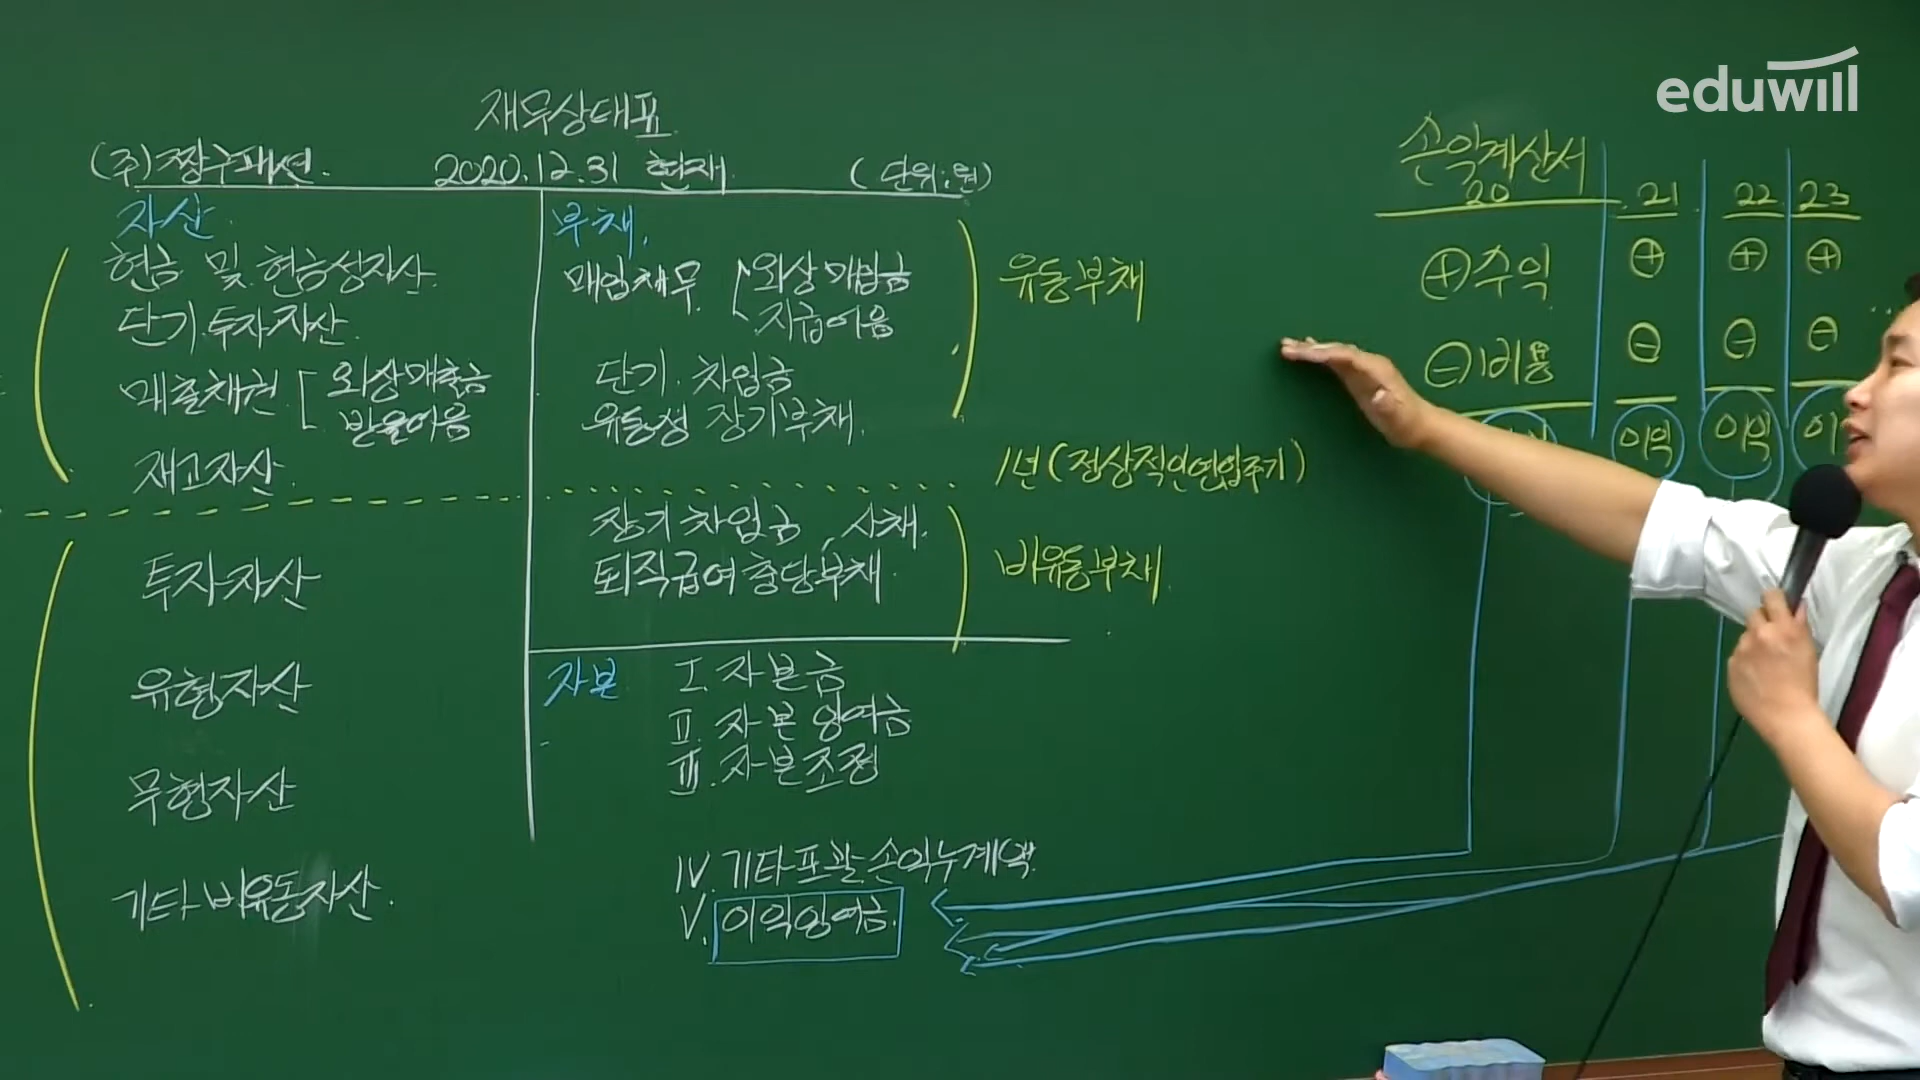 eduwill
재무상태표
(주)짱구패션. 2020.12.31 현재 (단위:원)
자산.
현금 및 현금성자산.
단기투자자산.
매출채권 [ 외상매출금
받을어음
재고자산.
투자자산
유형자산
무형자산
기타비유동자산.
부채.
매입채무 [ 외상매입금
지급어음
단기차입금
유동성장기부채.
유동부채
1년(정상적인영업주기)
장기차입금, 사채.
퇴직급여충당부채.
비유동부채.
자본
I. 자본금
II. 자본잉여금
III. 자본조정
IV. 기타포괄손익누계액
V. 이익잉여금.
손익계산서
20 21 22 23
⊕수익 ⊕ ⊕ ⊕
⊖비용 ⊖ ⊖ ⊖
이익 이익